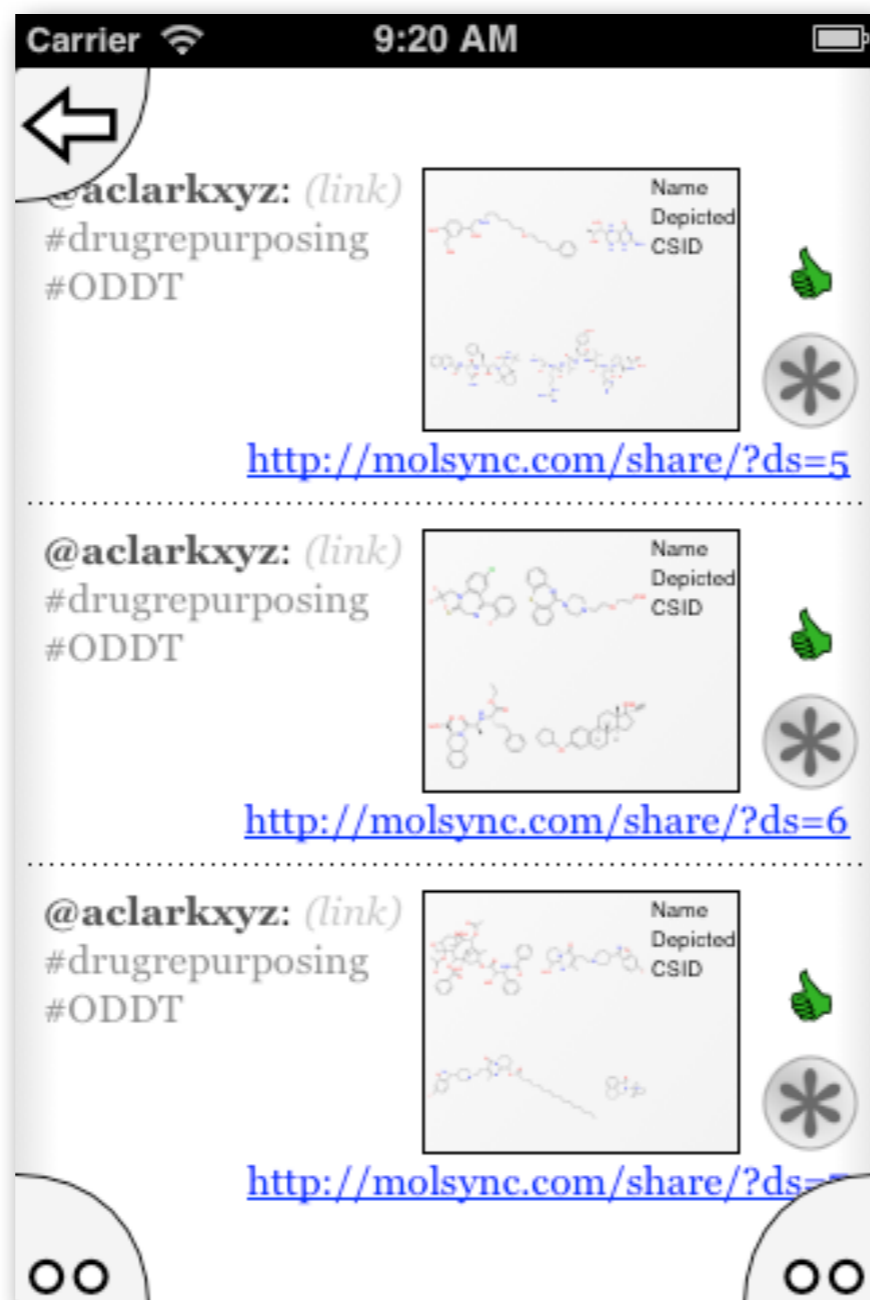 Carrier 9:20 AM
@aclarkxyz: (link)
#drugrepurposing
#ODDT
Name
Depicted
CSID
http://molsync.com/share/?ds=5
@aclarkxyz: (link)
#drugrepurposing
#ODDT
Name
Depicted
CSID
http://molsync.com/share/?ds=6
@aclarkxyz: (link)
#drugrepurposing
#ODDT
Name
Depicted
CSID
http://molsync.com/share/?ds=